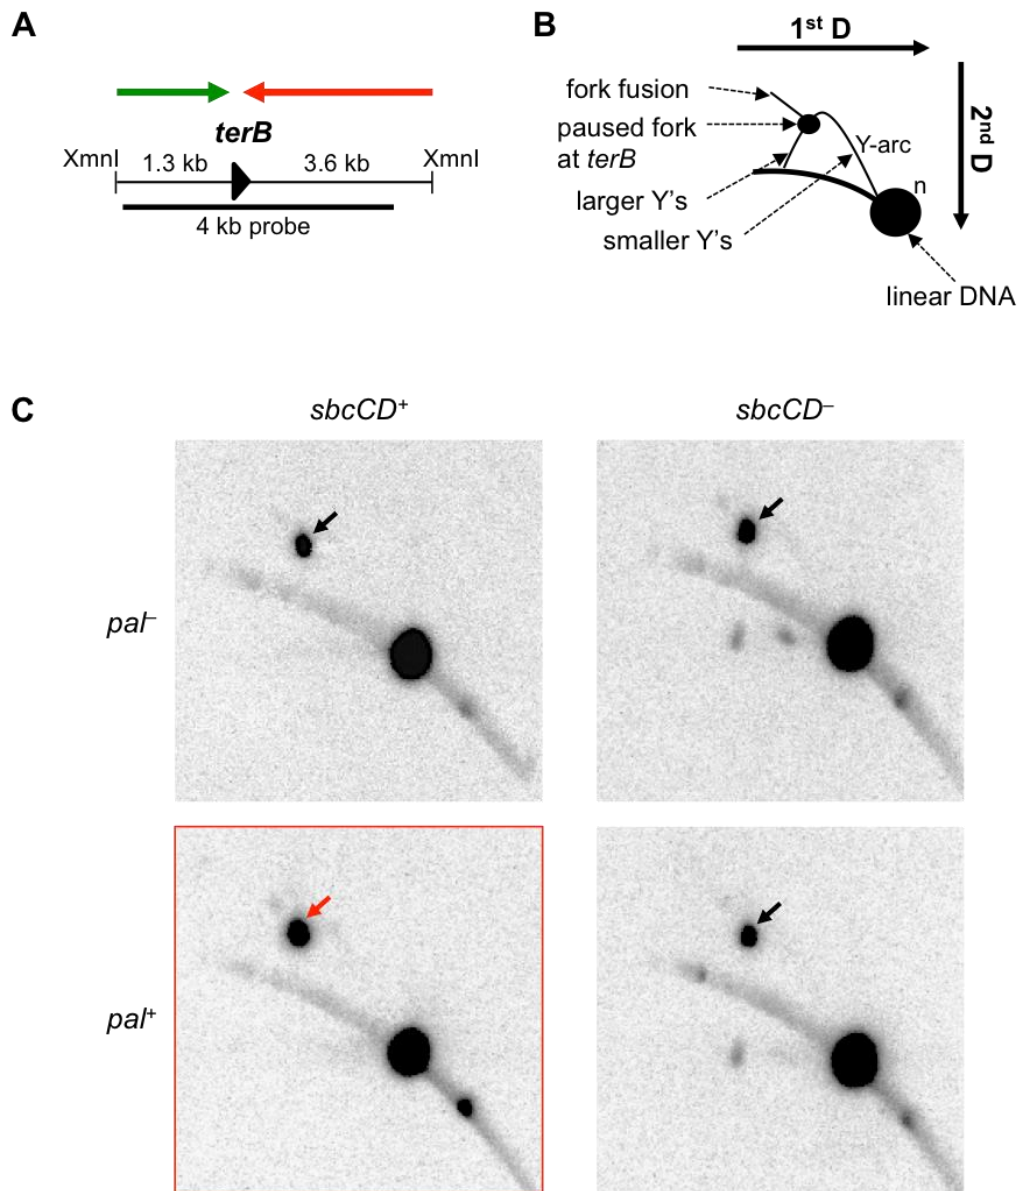 A
terB
XmnI 1.3 kb 3.6 kb XmnI
4 kb probe
B
1st D
2nd D
fork fusion
paused fork
at terB
Y-arc
n
larger Y's
smaller Y's
linear DNA
C
sbcCD+
sbcCD–
pal–
pal+